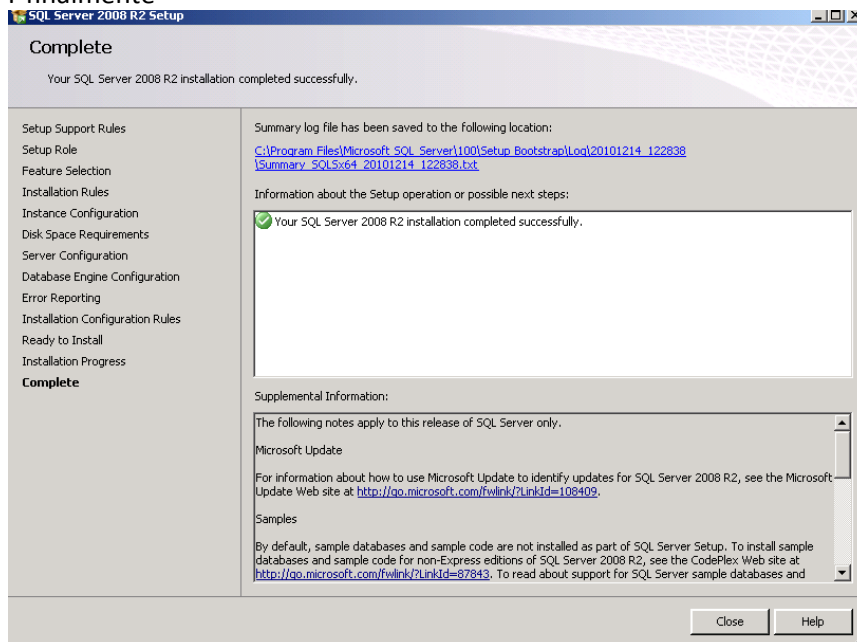 finalmente
SQL Server 2008 R2 Setup
Complete
Your SQL Server 2008 R2 installation completed successfully.
Setup Support Rules
Setup Role
Feature Selection
Installation Rules
Instance Configuration
Disk Space Requirements
Server Configuration
Database Engine Configuration
Error Reporting
Installation Configuration Rules
Ready to Install
Installation Progress
Complete
Summary log file has been saved to the following location:
C:\Program Files\Microsoft SQL Server\100\Setup Bootstrap\Log\20101214_122838
\Summary_SQLSx64_20101214_122838.txt
Information about the Setup operation or possible next steps:
Your SQL Server 2008 R2 installation completed successfully.
Supplemental Information:
The following notes apply to this release of SQL Server only.
Microsoft Update
For information about how to use Microsoft Update to identify updates for SQL Server 2008 R2, see the Microsoft
Update Web site at http://go.microsoft.com/fwlink/?LinkId=108409.
Samples
By default, sample databases and sample code are not installed as part of SQL Server Setup. To install sample
databases and sample code for non-Express editions of SQL Server 2008 R2, see the CodePlex Web site at
http://go.microsoft.com/fwlink/?LinkId=87843. To read about support for SQL Server sample databases and
Close
Help